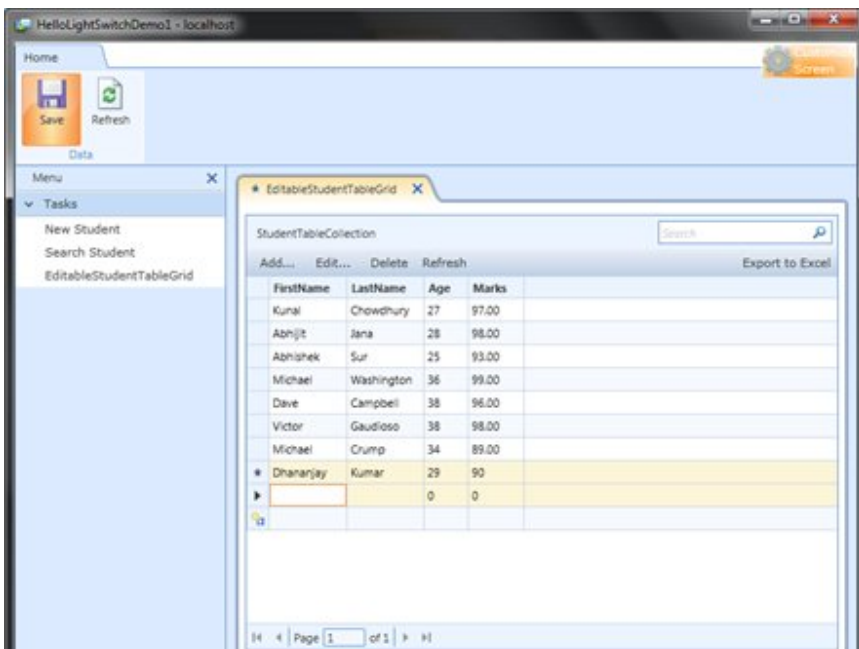 HelloLightSwitchDemo1 - localhost
Home
Screen
Save
Refresh
Data
Menu
Tasks
New Student
Search Student
EditableStudentTableGrid
* EditableStudentTableGrid
StudentTableCollection
Search
Add... Edit... Delete Refresh
Export to Excel
FirstName LastName Age Marks
Kunal Chowdhury 27 97.00
Abhijit Jana 28 98.00
Abhishek Sur 25 93.00
Michael Washington 36 99.00
Dave Campbell 38 96.00
Victor Gaudioso 38 98.00
Michael Crump 34 89.00
* Dhananjay Kumar 29 90
0 0
Page 1 of 1